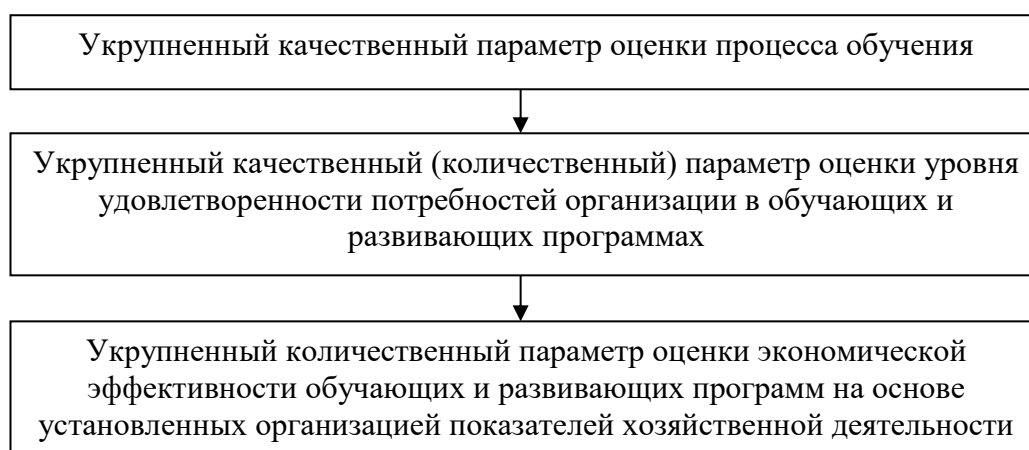 Укрупненный качественный параметр оценки процесса обучения
Укрупненный качественный (количественный) параметр оценки уровня
удовлетворенности потребностей организации в обучающих и
развивающих программах
Укрупненный количественный параметр оценки экономической
эффективности обучающих и развивающих программ на основе
установленных организацией показателей хозяйственной деятельности